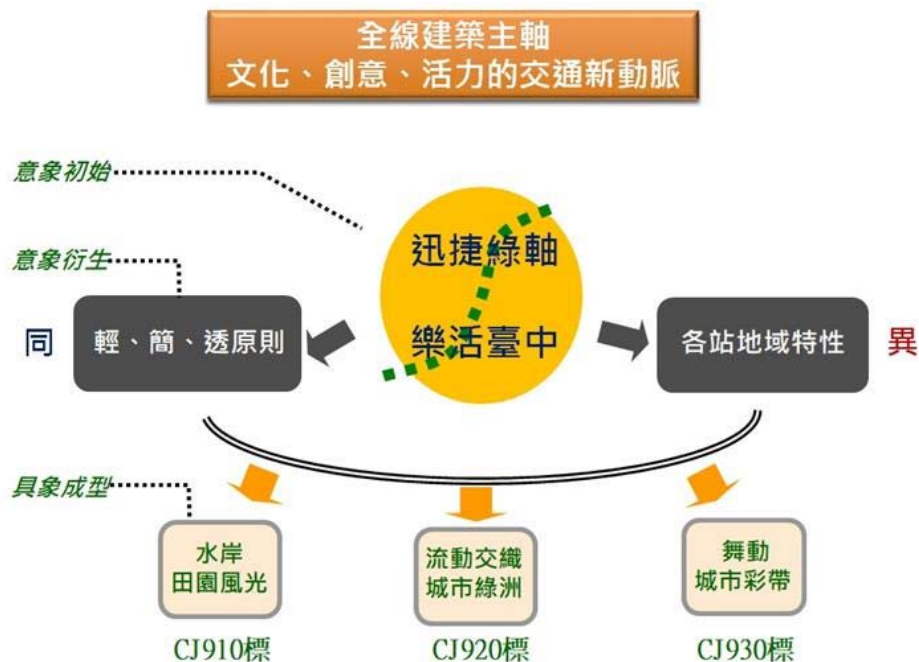 全線建築主軸
文化、創意、活力的交通新動脈
意象初始
迅捷綠軸
樂活臺中
意象衍生
同
輕、簡、透原則
各站地域特性
異
具象成型
水岸
田園風光
流動交織
城市綠洲
舞動
城市彩帶
CJ910標
CJ920標
CJ930標